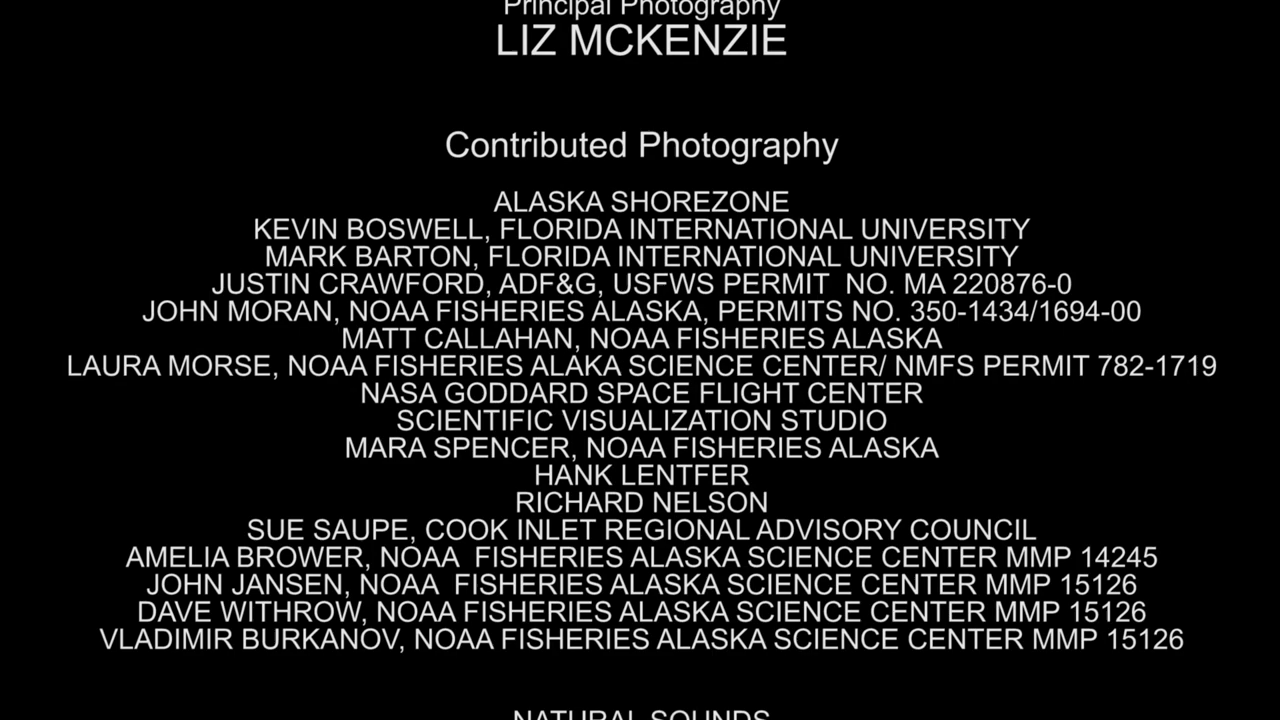 Principal Photography
LIZ MCKENZIE
Contributed Photography
ALASKA SHOREZONE
KEVIN BOSWELL, FLORIDA INTERNATIONAL UNIVERSITY
MARK BARTON, FLORIDA INTERNATIONAL UNIVERSITY
JUSTIN CRAWFORD, ADF&G, USFWS PERMIT  NO. MA 220876-0
JOHN MORAN, NOAA FISHERIES ALASKA, PERMITS NO. 350-1434/1694-00
MATT CALLAHAN, NOAA FISHERIES ALASKA
LAURA MORSE, NOAA FISHERIES ALAKA SCIENCE CENTER/ NMFS PERMIT 782-1719
NASA GODDARD SPACE FLIGHT CENTER
SCIENTIFIC VISUALIZATION STUDIO
MARA SPENCER, NOAA FISHERIES ALASKA
HANK LENTFER
RICHARD NELSON
SUE SAUPE, COOK INLET REGIONAL ADVISORY COUNCIL
AMELIA BROWER, NOAA  FISHERIES ALASKA SCIENCE CENTER MMP 14245
JOHN JANSEN, NOAA  FISHERIES ALASKA SCIENCE CENTER MMP 15126
DAVE WITHROW, NOAA FISHERIES ALASKA SCIENCE CENTER MMP 15126
VLADIMIR BURKANOV, NOAA FISHERIES ALASKA SCIENCE CENTER MMP 15126
NATURAL SOUNDS